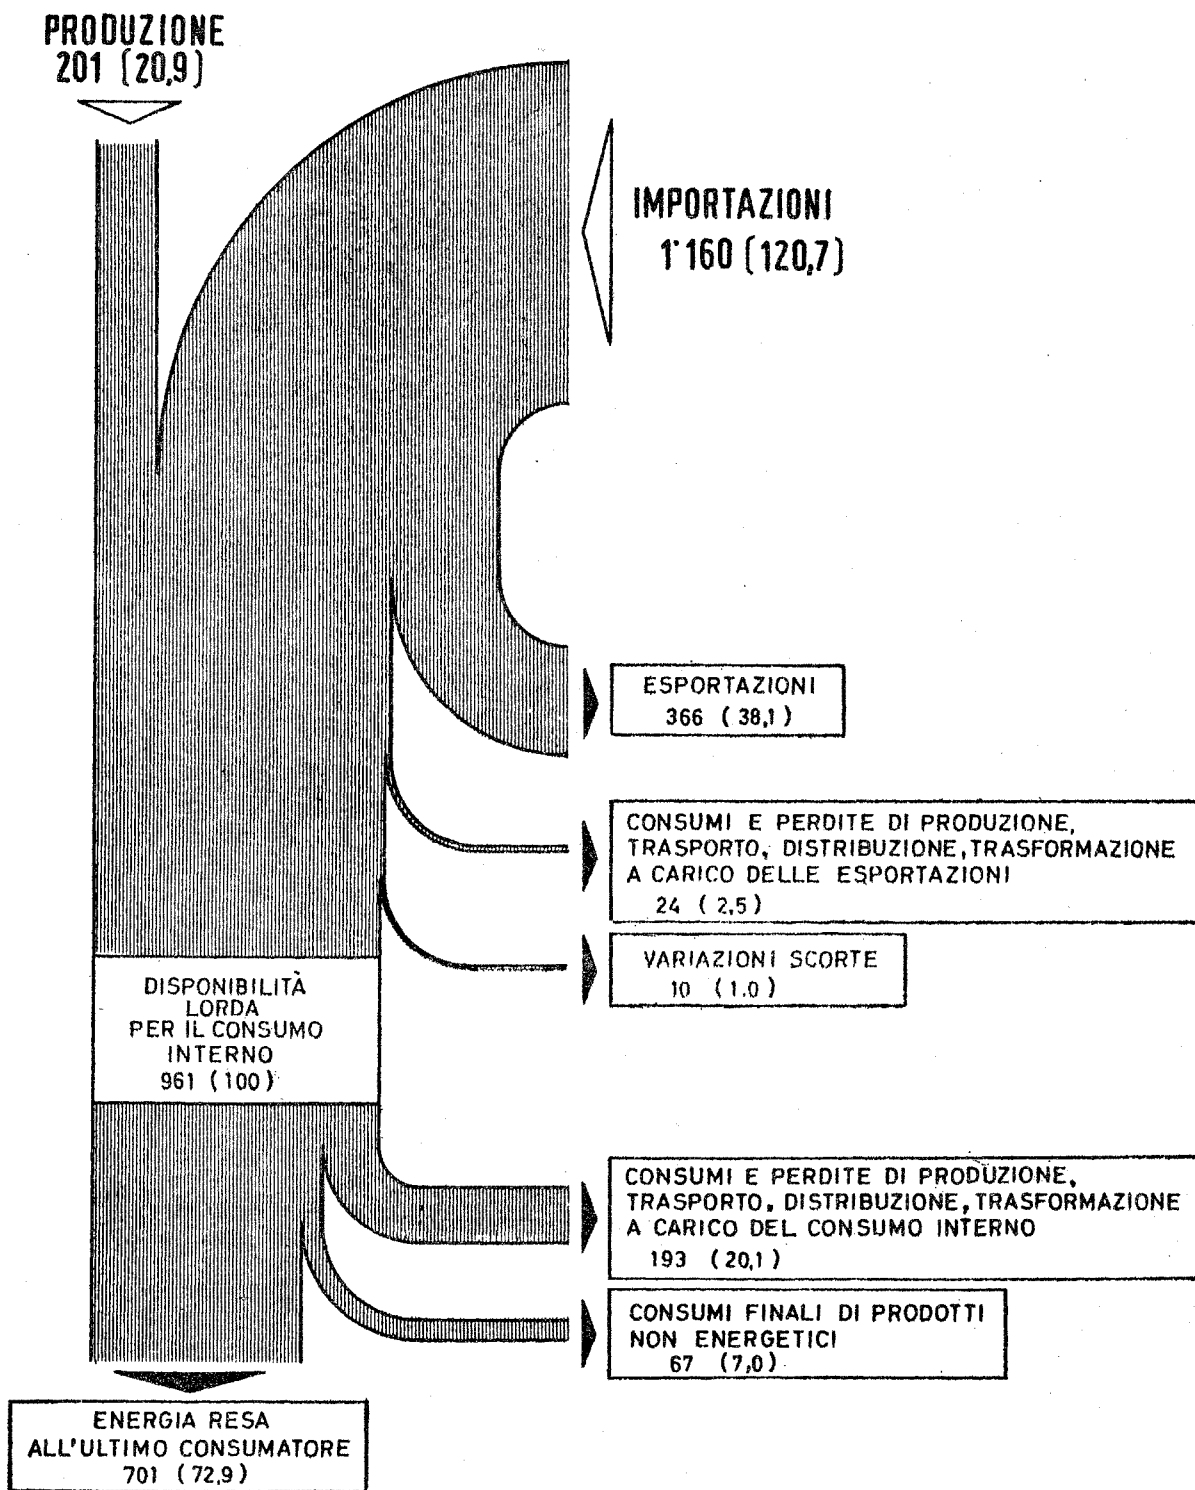 PRODUZIONE
201 (20,9)
IMPORTAZIONI
1'160 (120,7)
ESPORTAZIONI
366 (38,1)
CONSUMI E PERDITE DI PRODUZIONE,
TRASPORTO, DISTRIBUZIONE, TRASFORMAZIONE
A CARICO DELLE ESPORTAZIONI
24 (2,5)
VARIAZIONI SCORTE
10 (1.0)
DISPONIBILITÀ
LORDA
PER IL CONSUMO
INTERNO
961 (100)
CONSUMI E PERDITE DI PRODUZIONE,
TRASPORTO, DISTRIBUZIONE, TRASFORMAZIONE
A CARICO DEL CONSUMO INTERNO
193 (20,1)
CONSUMI FINALI DI PRODOTTI
NON ENERGETICI
67 (7,0)
ENERGIA RESA
ALL'ULTIMO CONSUMATORE
701 (72,9)